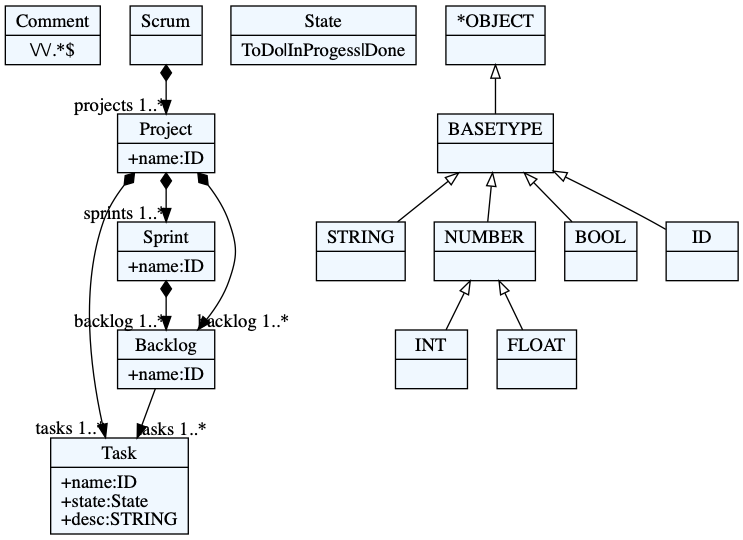 Comment
\/\/.*$
Scrum
State
ToDo|InProgess|Done
*OBJECT
projects 1..*
Project
+name:ID
BASETYPE
sprints 1..*
Sprint
+name:ID
STRING
NUMBER
BOOL
ID
backlog 1..*
backlog 1..*
Backlog
+name:ID
INT
FLOAT
tasks 1..*
tasks 1..*
Task
+name:ID
+state:State
+desc:STRING